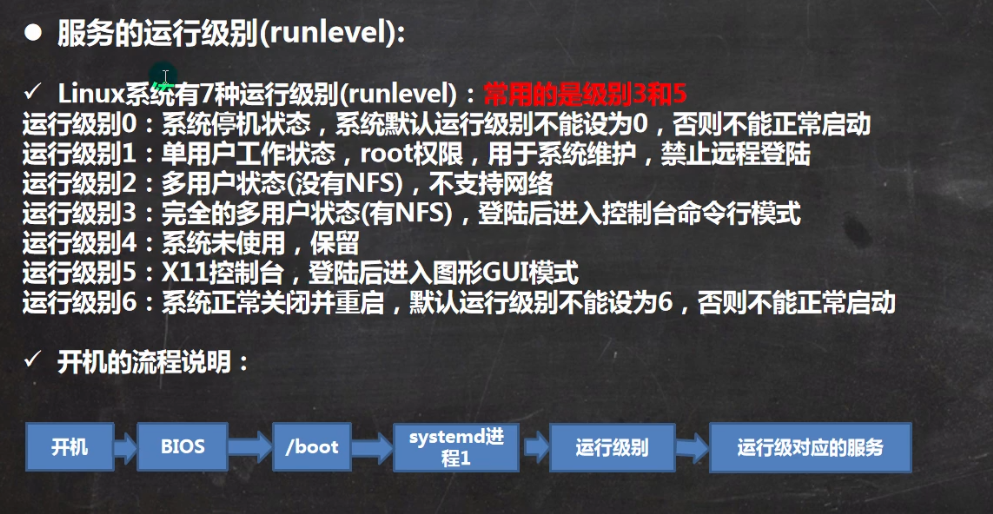 服务的运行级别(runlevel):
Linux系统有7种运行级别(runlevel)：常用的是级别3和5
运行级别0：系统停机状态，系统默认运行级别不能设为0，否则不能正常启动
运行级别1：单用户工作状态，root权限，用于系统维护，禁止远程登陆
运行级别2：多用户状态(没有NFS)，不支持网络
运行级别3：完全的多用户状态(有NFS)，登陆后进入控制台命令行模式
运行级别4：系统未使用，保留
运行级别5：X11控制台，登陆后进入图形GUI模式
运行级别6：系统正常关闭并重启，默认运行级别不能设为6，否则不能正常启动
开机的流程说明：
开机
BIOS
/boot
systemd进
程1
运行级别
运行级对应的服务